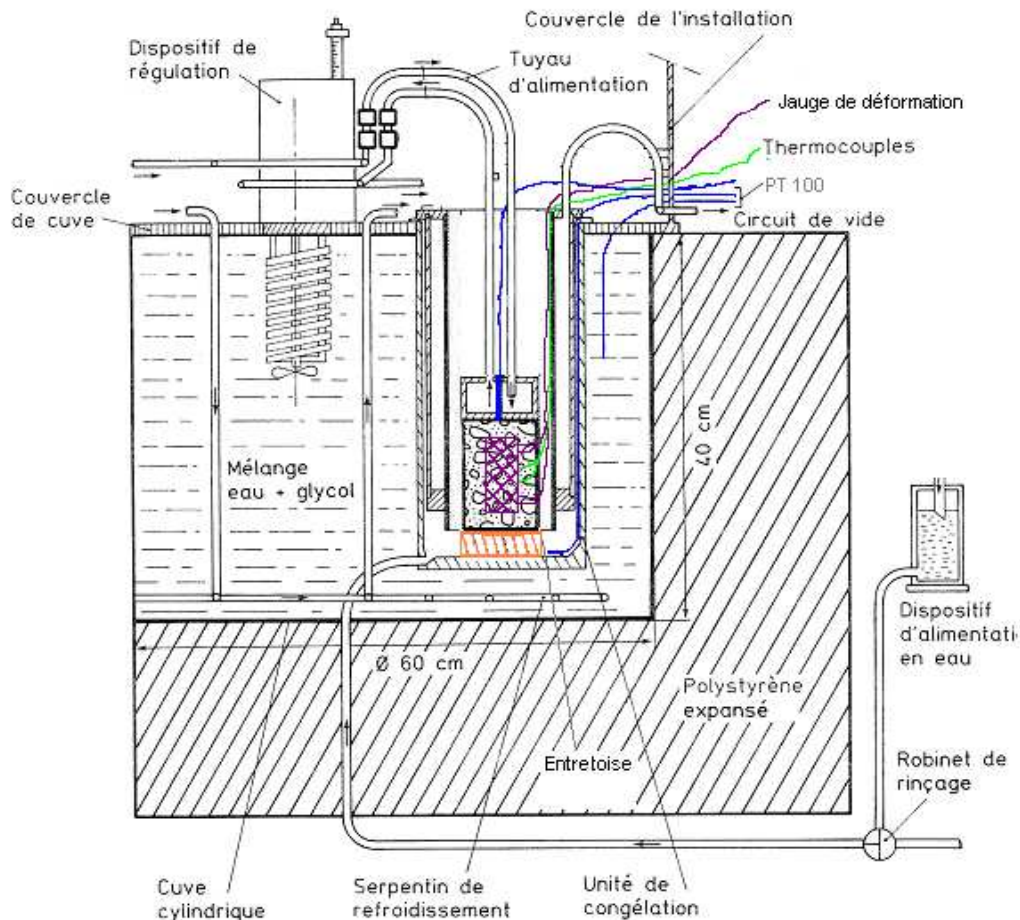 Couvercle de l'installation
Dispositif de
régulation
Tuyau
d'alimentation
Jauge de déformation
Thermocouples
PT 100
Circuit de vide
Couvercle
de cuve
Mélange
eau + glycol
40 cm
Ø 60 cm
Dispositif
d'alimentati
en eau
Polystyrène
expansé
Entretoise
Robinet de
rinçage
Cuve
cylindrique
Serpentin de
refroidissement
Unité de
congélation